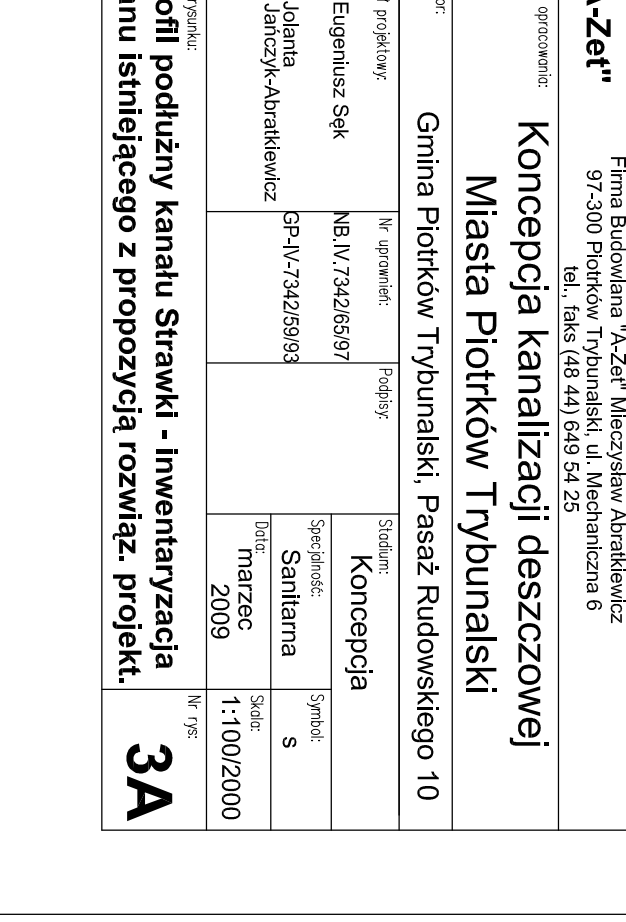 A-Zet"
Firma Budowlana "A-Zet" Mieczysław Abratkiewicz
97-300 Piotrków Trybunalski, ul. Mechaniczna 6
tel., faks (48 44) 649 54 25
opracowania:
Koncepcja kanalizacji deszczowej
Miasta Piotrków Trybunalski
or:
Gmina Piotrków Trybunalski, Pasaż Rudowskiego 10
projektowy:
Nr uprawnień:
Podpisy:
Stadium:
Eugeniusz Sęk
NB.IV.7342/65/97
Koncepcja
Jolanta
Jańczyk-Abratkiewicz
GP-IV-7342/59/93
Specjalność:
Sanitarna
Symbol:
s
Data:
marzec
2009
Skala:
1:100/2000
rysunku:
ofil podłużny kanału Strawki - inwentaryzacja
anu istniejącego z propozycją rozwiąz. projekt.
Nr rys:
3A